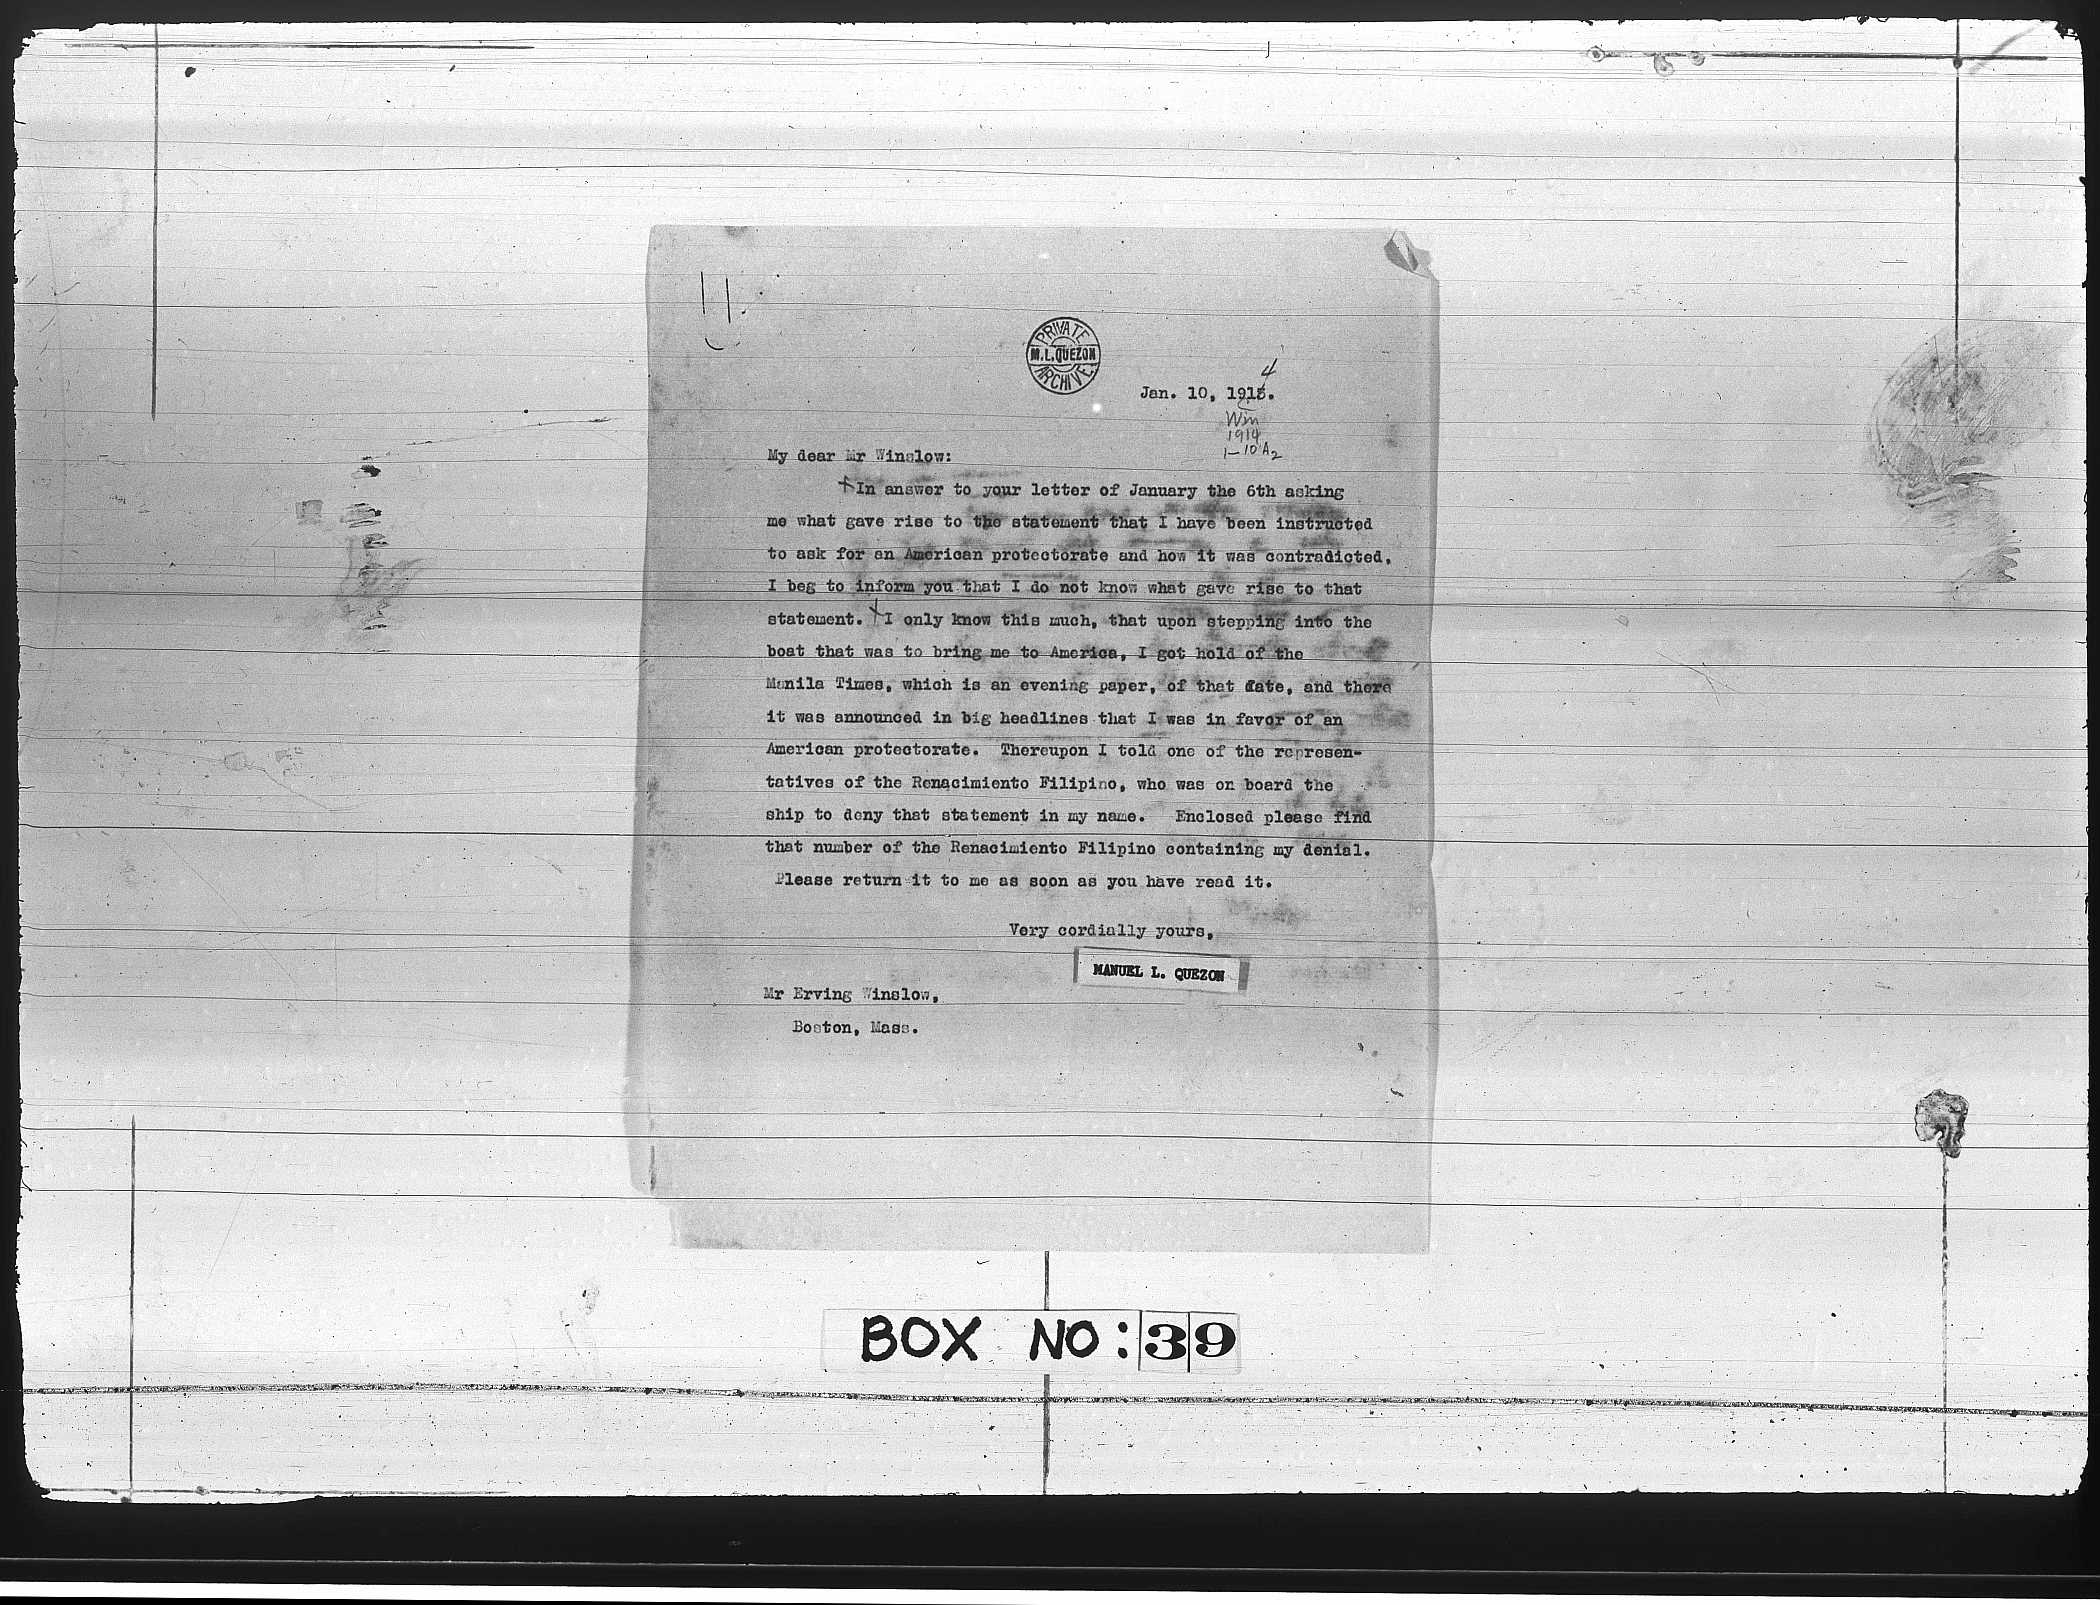 PRIVATE
M.L.QUEZON
ARCHIVE
4
Jan. 10, 1915.
Win
1914
1-10 A2
My dear Mr Winslow:
In answer to your letter of January the 6th asking
me what gave rise to the statement that I have been instructed
to ask for an American protectorate and how it was contradicted,
I beg to inform you that I do not know what gave rise to that
statement. I only know this much, that upon stepping into the
boat that was to bring me to America, I got hold of the
Manila Times, which is an evening paper, of that date, and there
it was announced in big headlines that I was in favor of an
American protectorate. Thereupon I told one of the represen-
tatives of the Renacimiento Filipino, who was on board the
ship to deny that statement in my name. Enclosed please find
that number of the Renacimiento Filipino containing my denial.
Please return it to me as soon as you have read it.
Very cordially yours,
MANUEL L. QUEZON
Mr Erving Winslow,
Boston, Mass.
BOX NO: 39